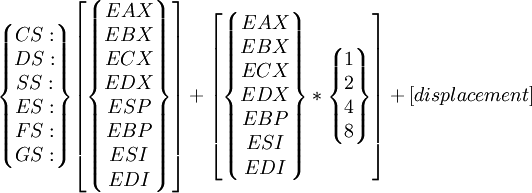 CS :
DS :
SS :
ES :
FS :
GS :
EAX
EBX
ECX
EDX
ESP
EBP
ESI
EDI
+
EAX
EBX
ECX
EDX
EBP
ESI
EDI
*
1
2
4
8
+ [displacement]